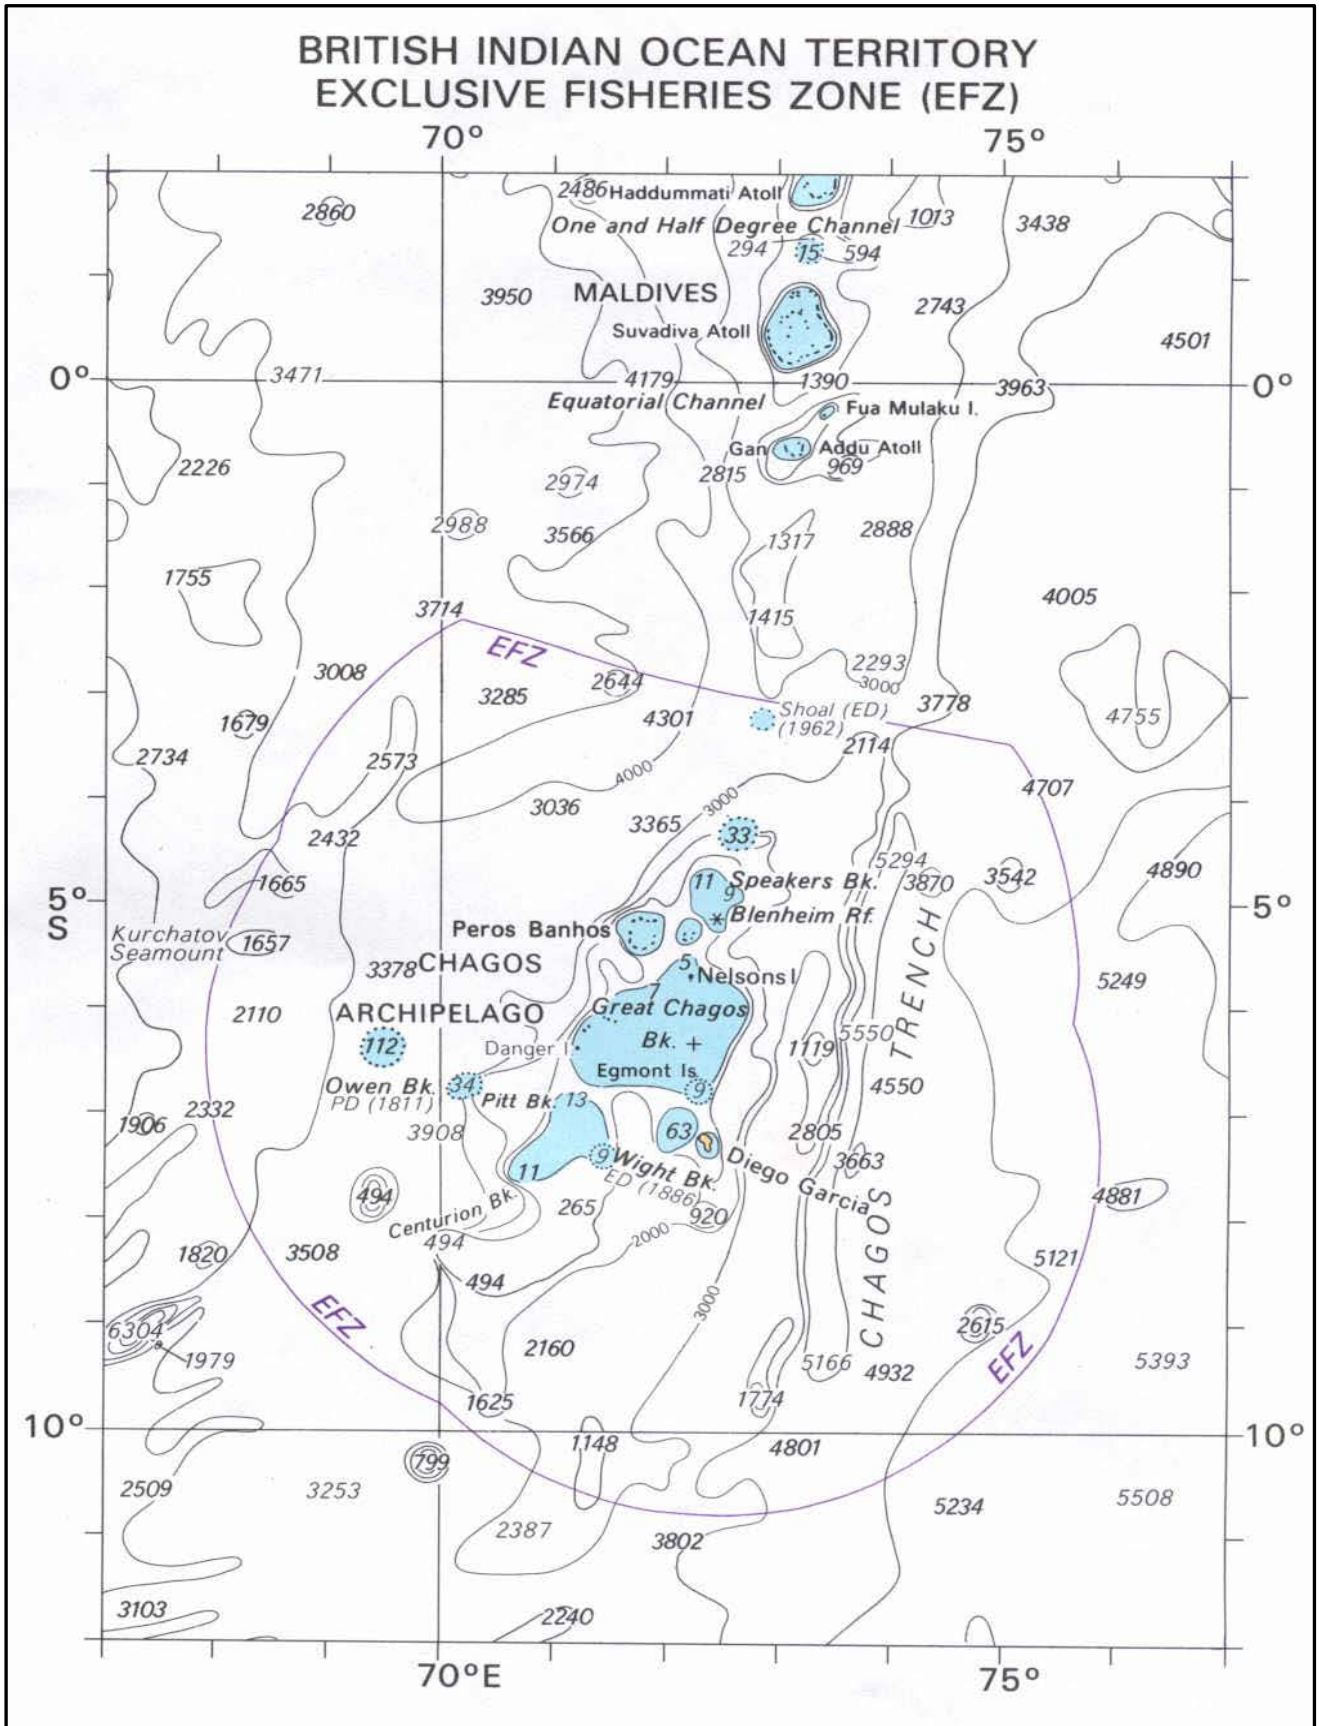 BRITISH INDIAN OCEAN TERRITORY
EXCLUSIVE FISHERIES ZONE (EFZ)
70° 75°
2486 Haddummati Atoll
2860
One and Half Degree Channel 1013
3438
294 15 594
3950 MALDIVES
2743
Suvadiva Atoll
4501
0° 3471 4179 1390 3963 0°
Equatorial Channel
Fua Mulaku I.
Gan Addu Atoll
2226 2815 969
2974
2988
3566 1317 2888
1755
4005
3714 1415
EFZ
3008 2293
3285 2644 3000
1679 4301 Shoal (ED) 3778
(1962) 4755
2734 2573 2114
4000
4707
3036 3000
2432 3365 33
5294
1665 11 Speakers Bk. 3870 3542 4890
5° 9 5°
S
Blenheim Rf.
Kurchatov 1657 Peros Banhos
Seamount
3378 CHAGOS 5 Nelsons I
5249
7
2110 ARCHIPELAGO Great Chagos
112 Danger I. Bk. 1119 5550
Egmont Is.
Owen Bk. 34 9 4550
PD (1811) Pitt Bk. 13
1906 2332 3908 63 2805
11 9 Wight Bk. Diego Garcia 3663
ED (1886)
494 Centurion Bk. 265 920 4881
CHAGOS TRENCH
1820 3508 494 2000 5121
494
EFZ 3000
6304 2615
1979 2160 5166 EFZ 5393
4932
1625 1774
10° 1148 4801 10°
799
2509 3253 5234 5508
2387
3802
3103 2240
70°E 75°